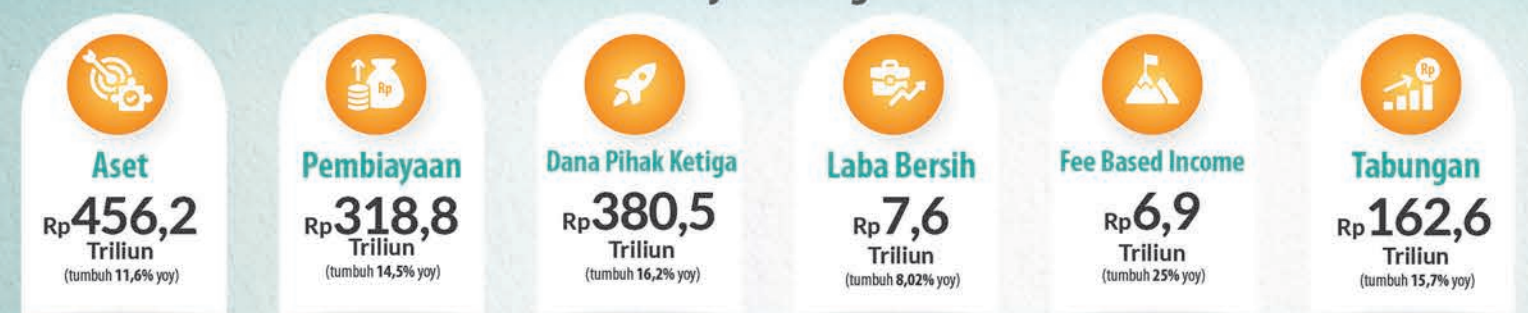 Rp
Rp
Aset
Rp456,2
Triliun
(tumbuh 11,6% yoy)
Pembiayaan
Rp318,8
Triliun
(tumbuh 14,5% yoy)
Dana Pihak Ketiga
Rp380,5
Triliun
(tumbuh 16,2% yoy)
Laba Bersih
Rp7,6
Triliun
(tumbuh 8,02% yoy)
Fee Based Income
Rp6,9
Triliun
(tumbuh 25% yoy)
Tabungan
Rp162,6
Triliun
(tumbuh 15,7% yoy)